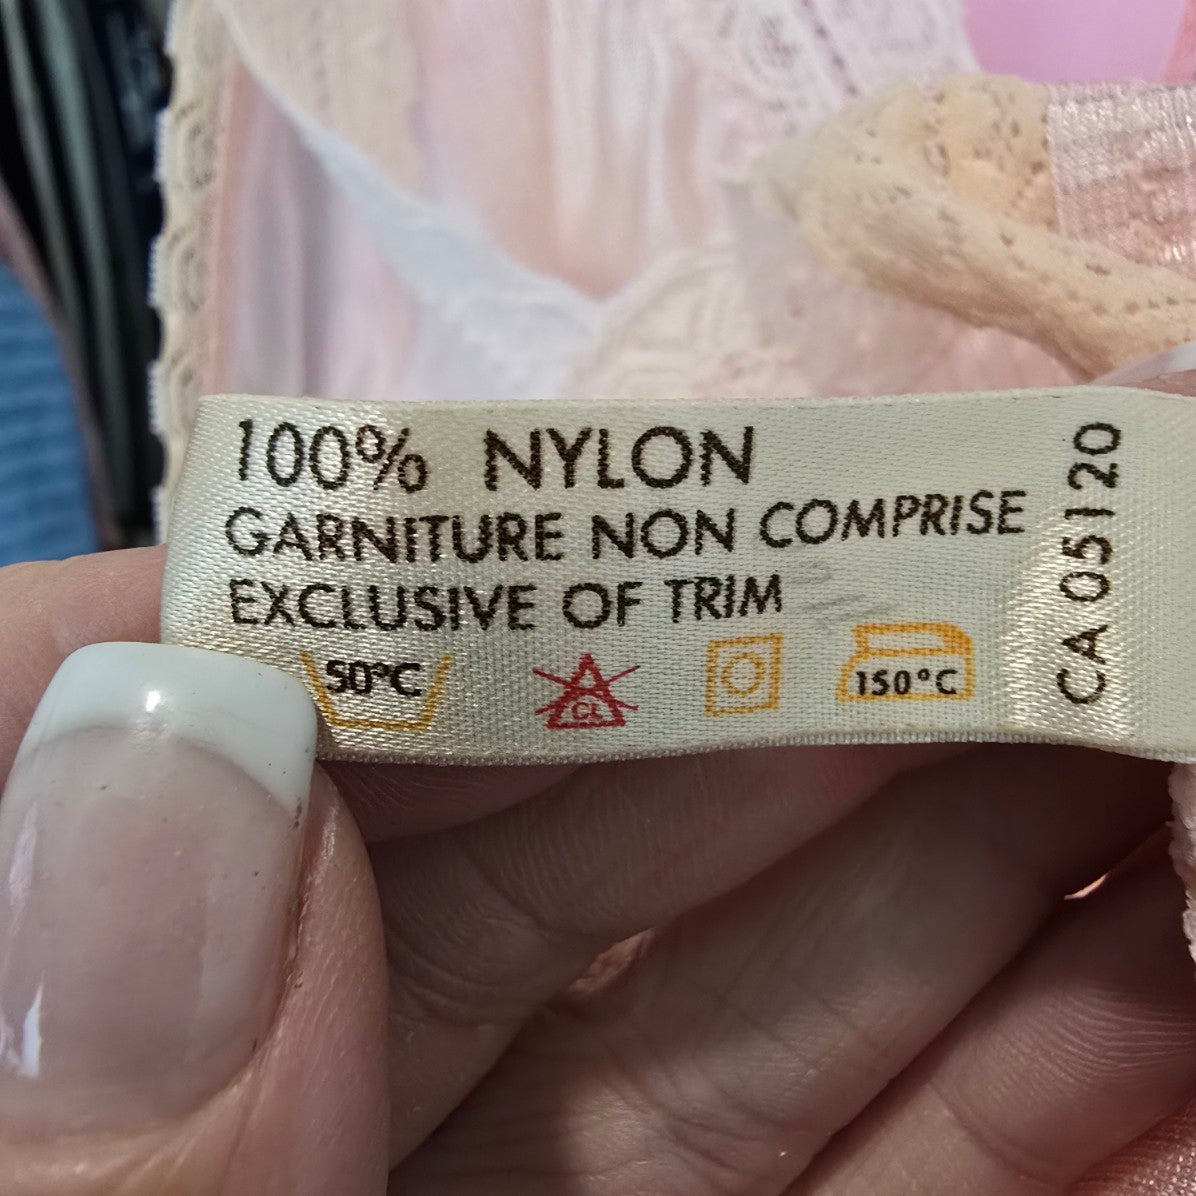 100% NYLON
GARNITURE NON COMPRISE
EXCLUSIVE OF TRIM
50°C
CL
150°C
CA 05120